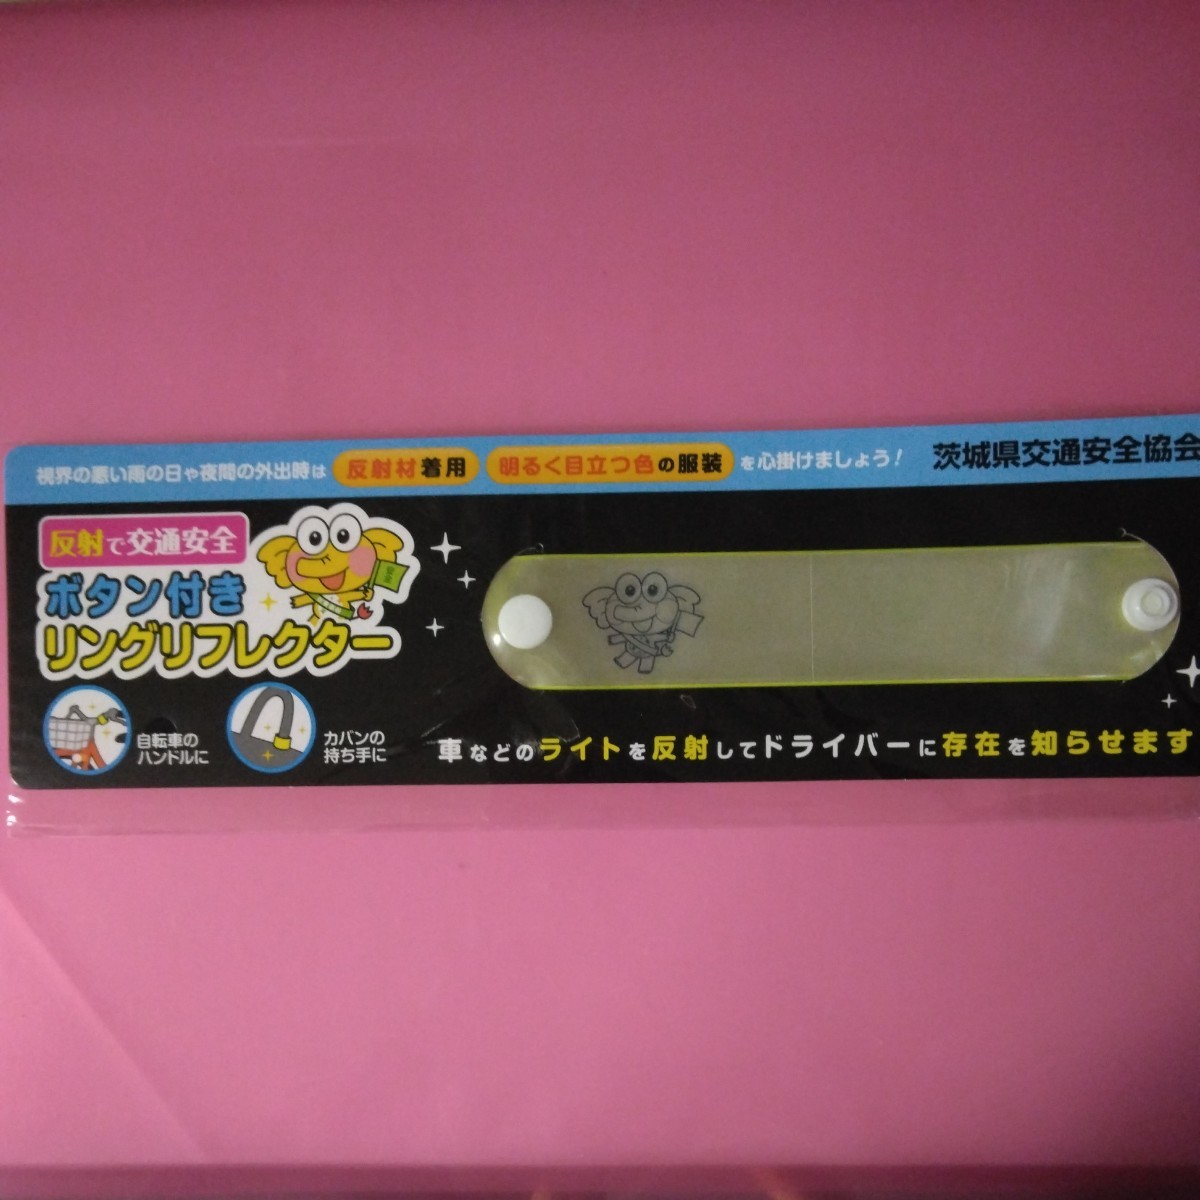 視界の悪い雨の日や夜間の外出時は 反射材着用 明るく目立つ色の服装 を心掛けましょう! 茨城県交通安全協会
反射で交通安全
ボタン付き
リングリフレクター
自転車の
ハンドルに
カバンの
持ち手に
車などのライトを反射してドライバーに存在を知らせます